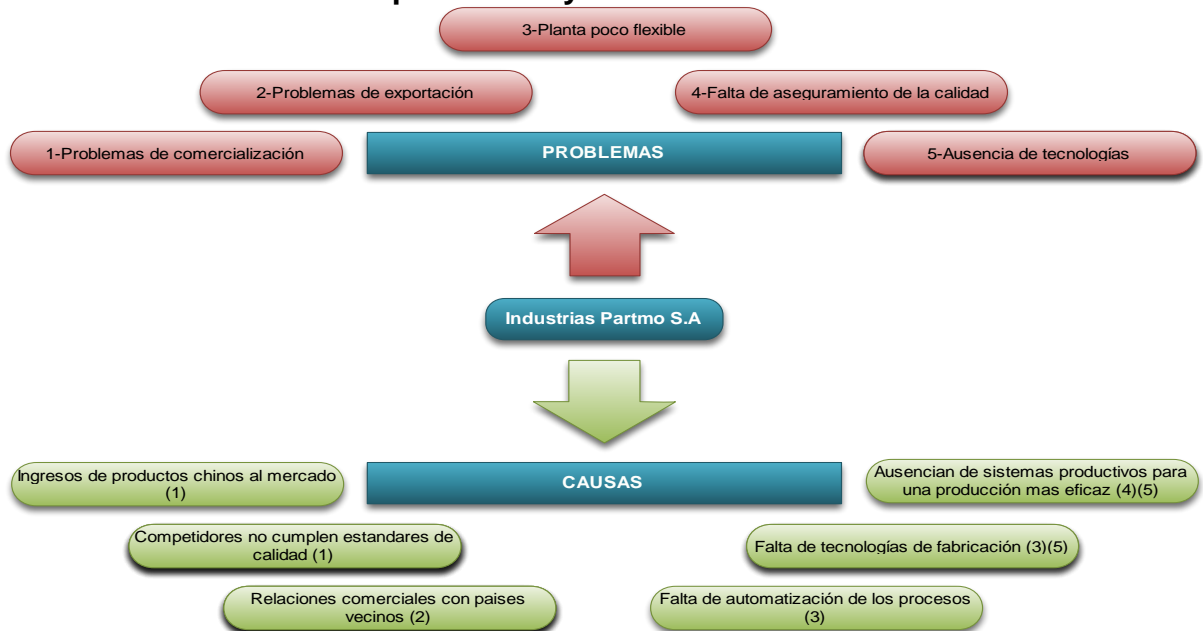 3-Planta poco flexible
2-Problemas de exportación
4-Falta de aseguramiento de la calidad
1-Problemas de comercialización
PROBLEMAS
5-Ausencia de tecnologías
Industrias Partmo S.A
Ingresos de productos chinos al mercado
(1)
CAUSAS
Ausencian de sistemas productivos para
una producción mas eficaz (4)(5)
Competidores no cumplen estandares de
calidad (1)
Falta de tecnologías de fabricación (3)(5)
Relaciones comerciales con paises
vecinos (2)
Falta de automatización de los procesos
(3)